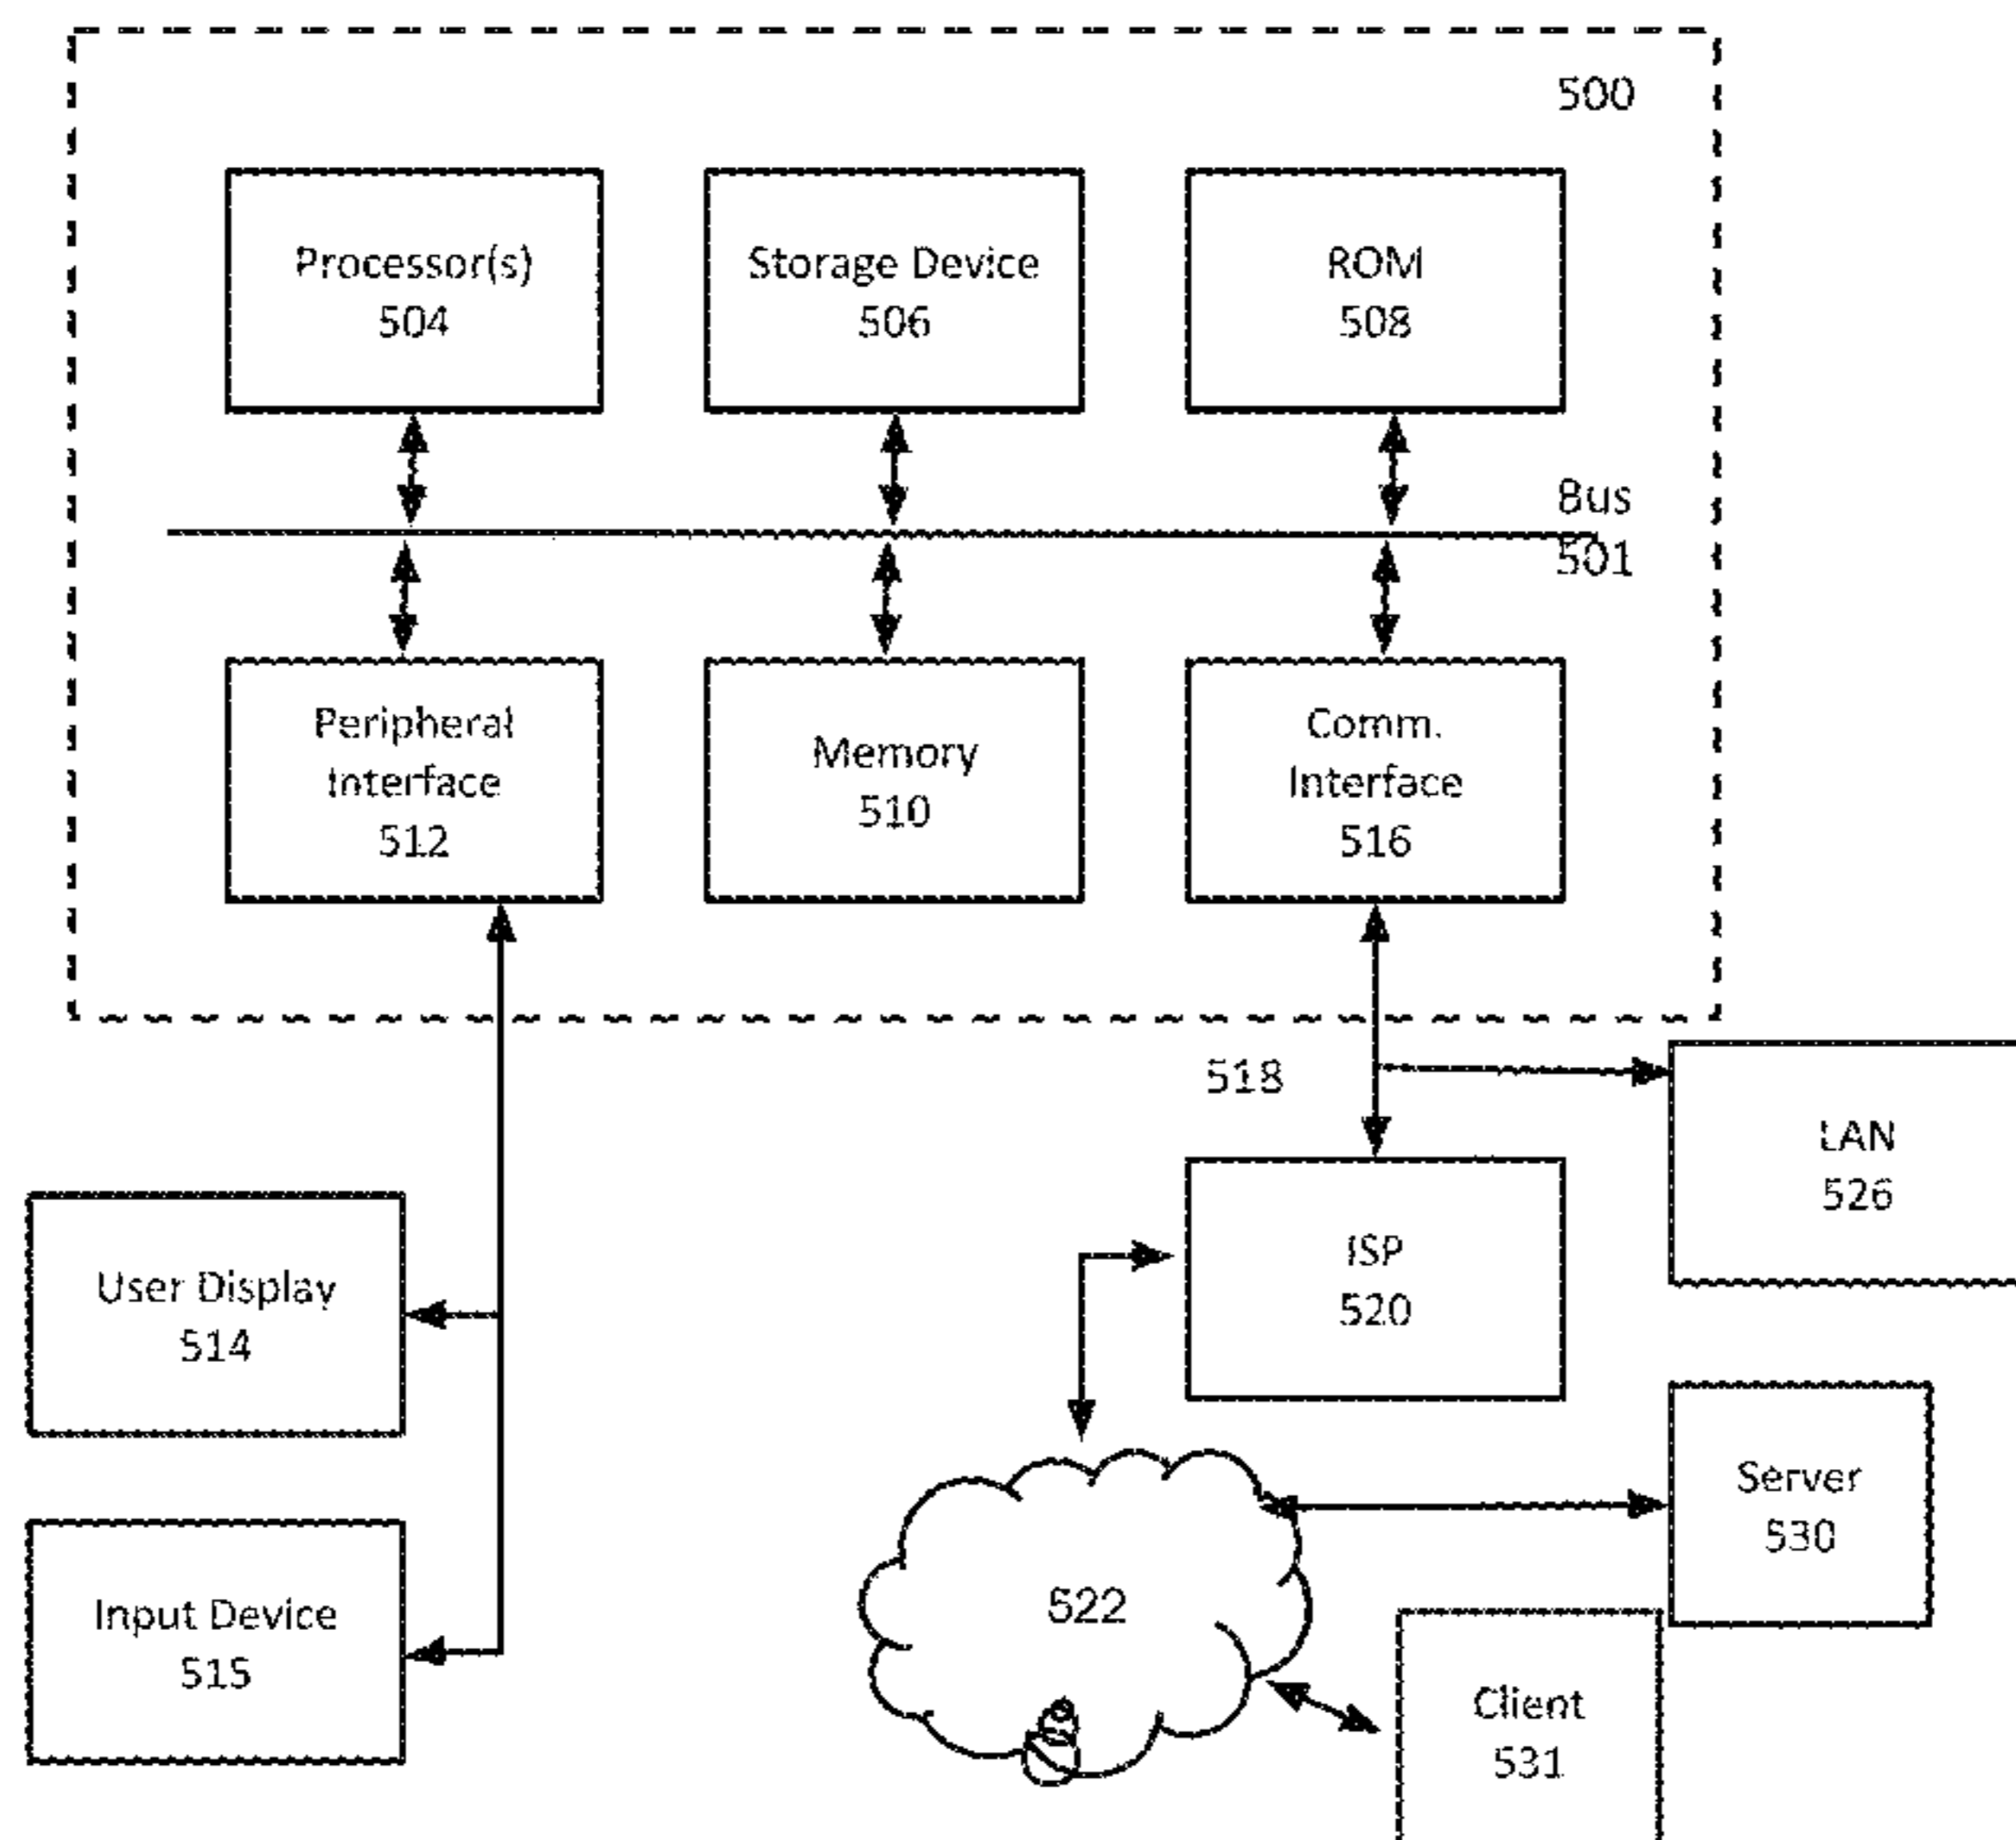 500
Processor(s)
504
Storage Device
506
ROM
508
Bus
501
Peripheral
Interface
512
Memory
510
Comm.
Interface
516
518
LAN
526
User Display
514
ISP
520
Server
530
Input Device
515
522
Client
531